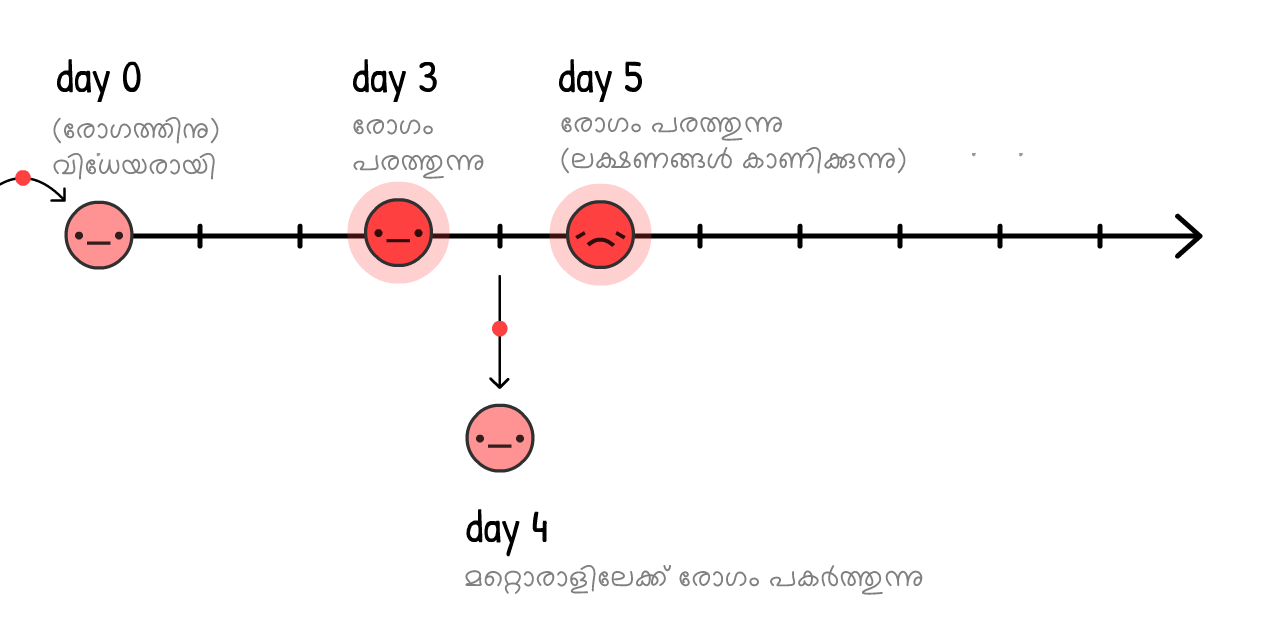 day 0
(രോഗത്തിനു)
വിധേയരായി
day 3
രോഗം
പരത്തുന്നു
day 5
രോഗം പരത്തുന്നു
(ലക്ഷണങ്ങൾ കാണിക്കുന്നു)
day 4
മറ്റൊരാളിലേക്ക് രോഗം പകർത്തുന്നു